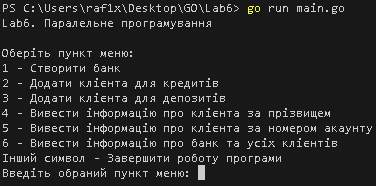 PS C:\Users\raf1x\Desktop\GO\Lab6> go run main.go
Lab6. Паралельне програмування
Оберіть пункт меню:
1 - Створити банк
2 - Додати клієнта для кредитів
3 - Додати клієнта для депозитів
4 - Вивести інформацію про клієнта за прізвищем
5 - Вивести інформацію про клієнта за номером акаунту
6 - Вивести інформацію про банк та усіх клієнтів
Інший символ - Завершити роботу програми
Введіть обраний пункт меню: